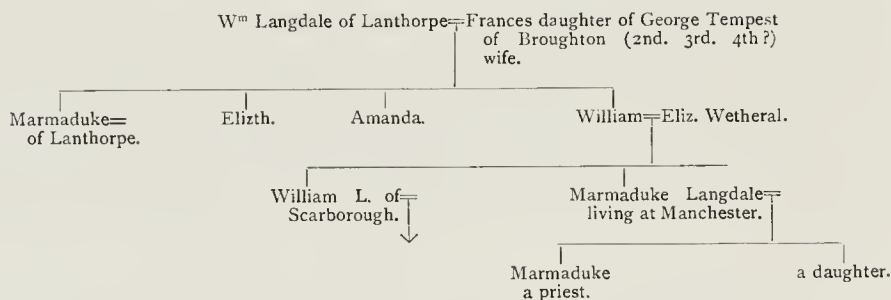 Wᵐ Langdale of Lanthorpe=Frances daughter of George Tempest
of Broughton (2nd. 3rd. 4th?)
wife.
Marmaduke=
of Lanthorpe.
Elizth.
Amanda.
William=Eliz. Wetheral.
William L. of=
Scarborough.
Marmaduke Langdale=
living at Manchester.
Marmaduke
a priest.
a daughter.